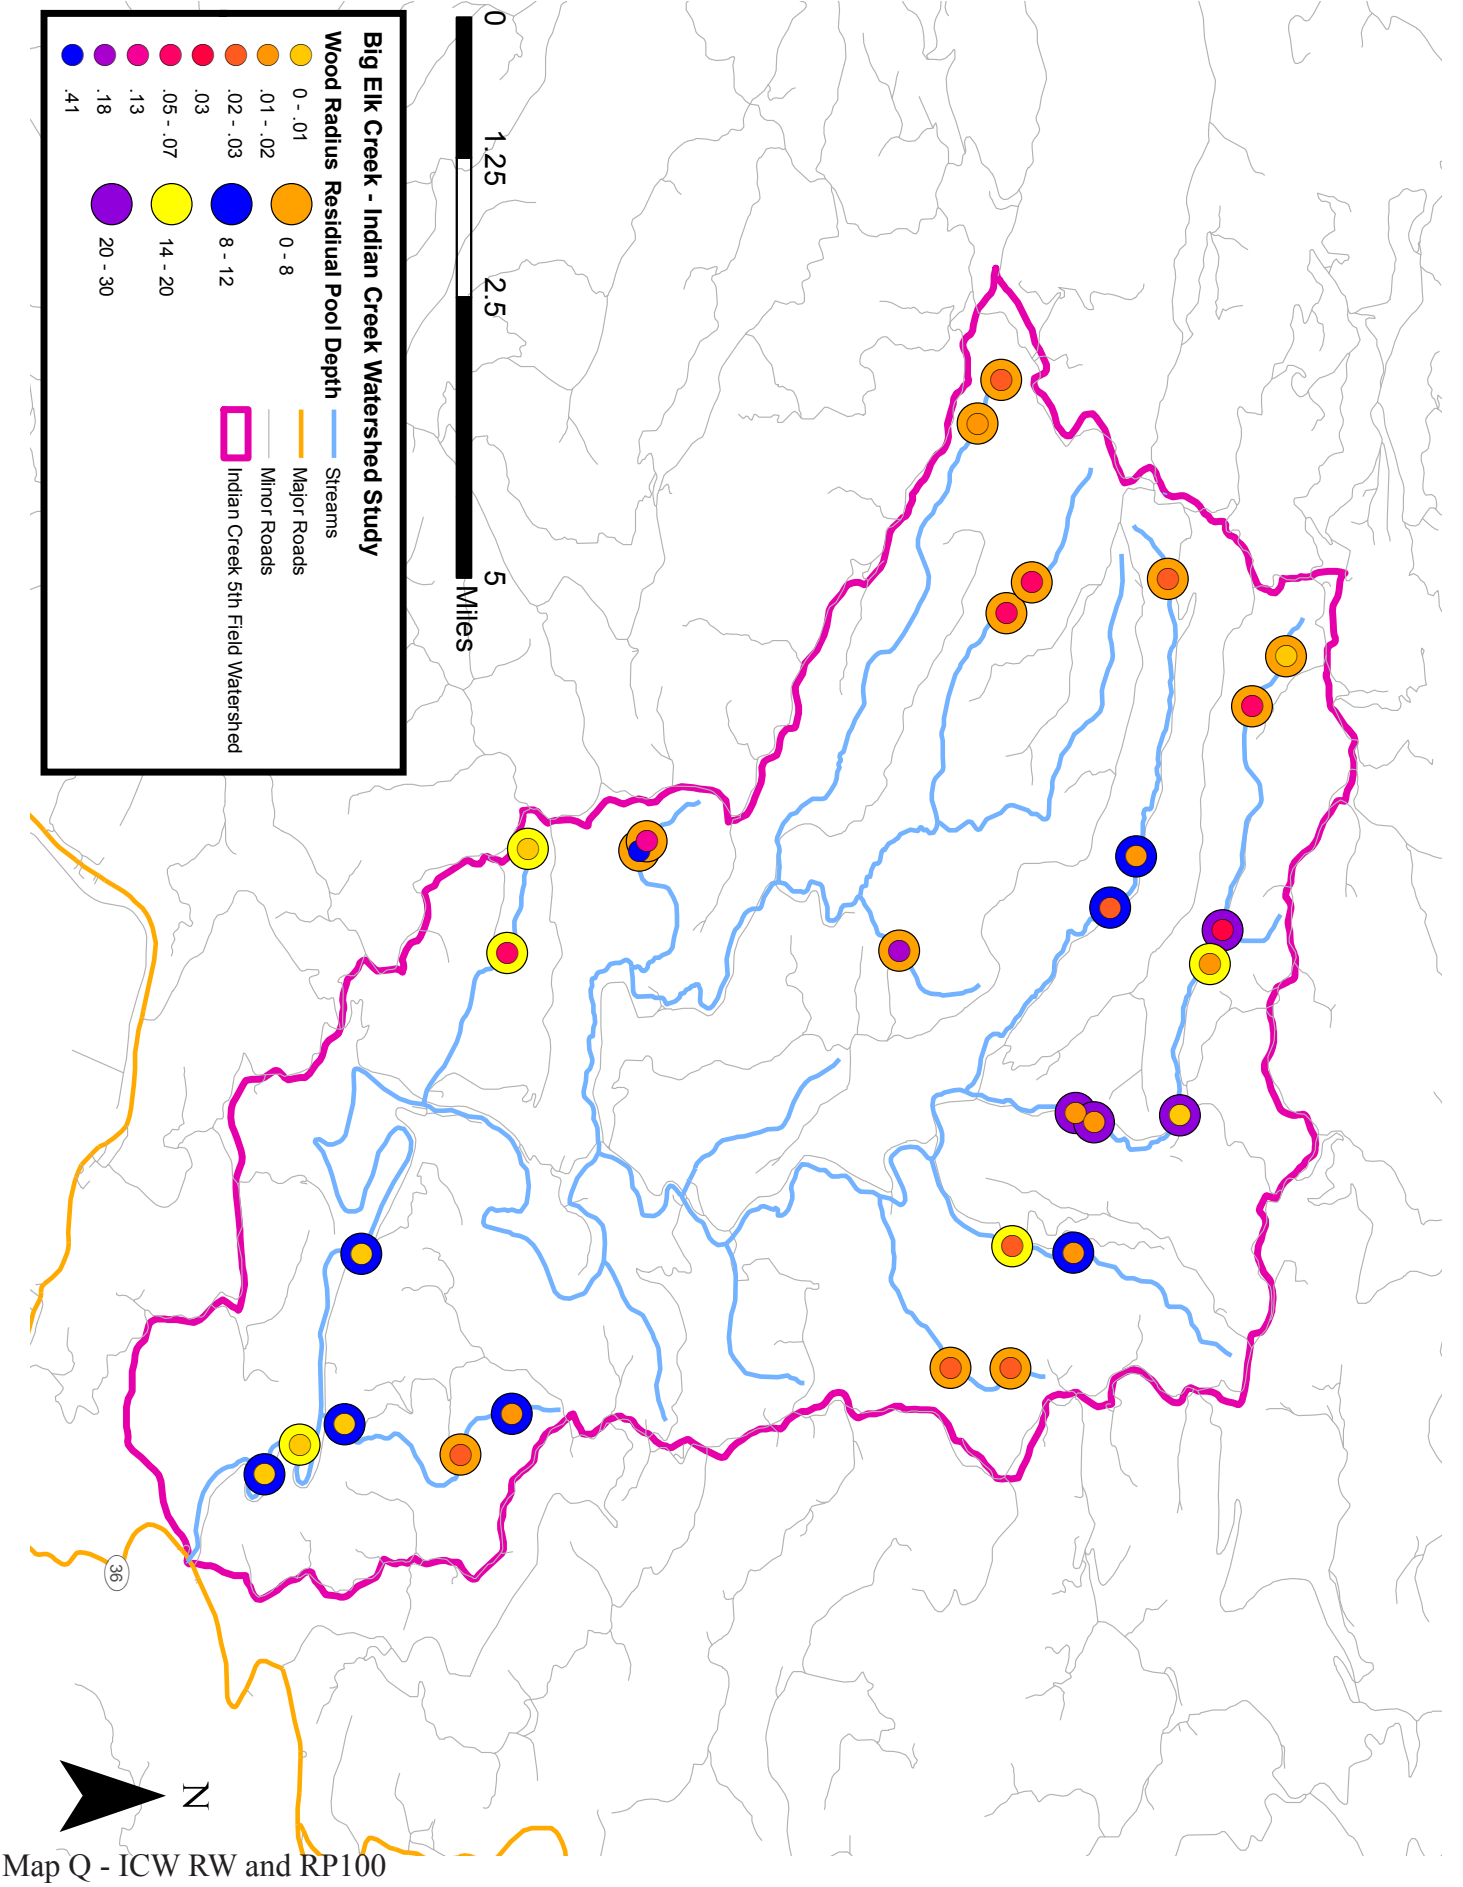 Big Elk Creek - Indian Creek Watershed Study
Wood Radius
0 - .01
.01 - .02
.02 - .03
.03
.05 - .07
.13
.18
.41
Residiual Pool Depth
0 - 8
8 - 12
14 - 20
20 - 30
Streams
Major Roads
Minor Roads
Indian Creek 5th Field Watershed
0 1.25 2.5 5
Miles
36
N
Map Q - ICW RW and RP100